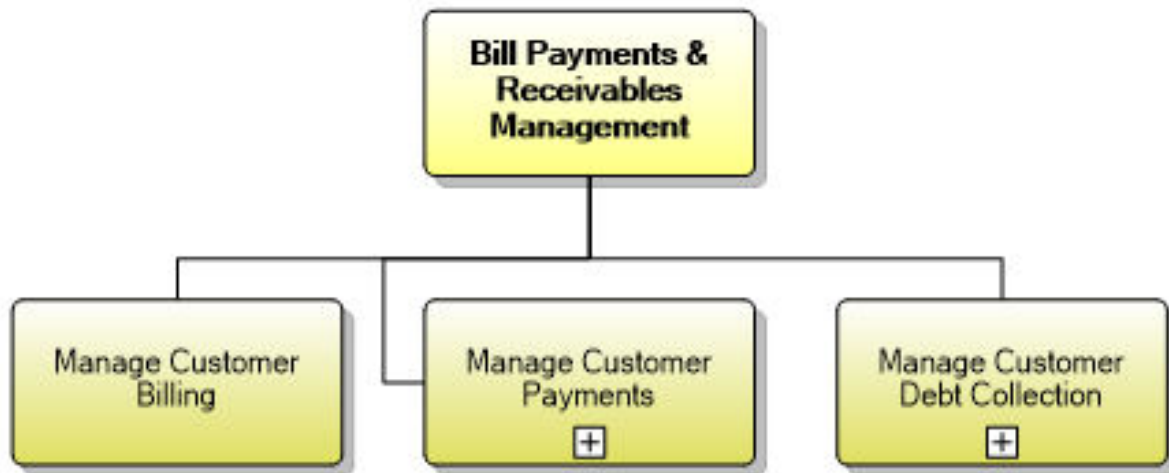 Bill Payments &
Receivables
Management
Manage Customer
Billing
Manage Customer
Payments
Manage Customer
Debt Collection